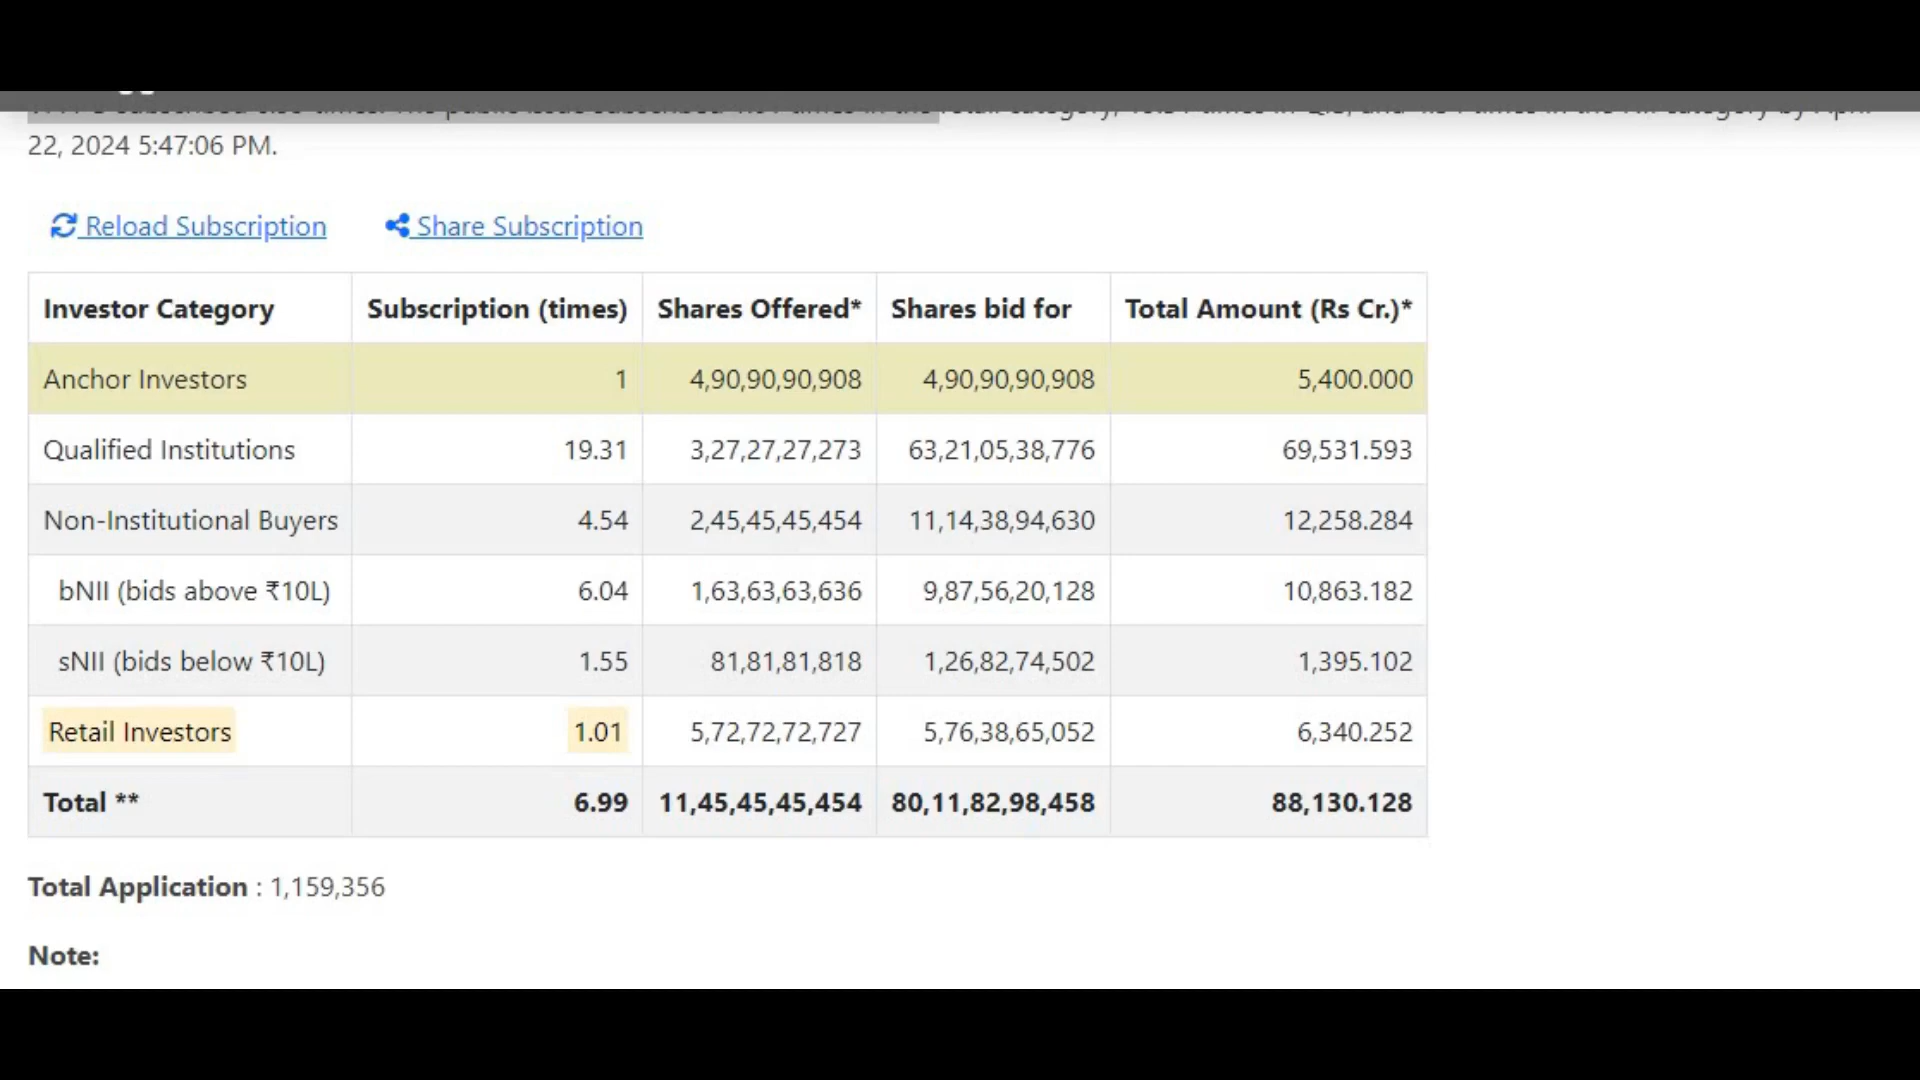 22, 2024 5:47:06 PM.
Reload Subscription Share Subscription
Investor Category Subscription (times) Shares Offered* Shares bid for Total Amount (Rs Cr.)*
Anchor Investors 1 4,90,90,90,908 4,90,90,90,908 5,400.000
Qualified Institutions 19.31 3,27,27,27,273 63,21,05,38,776 69,531.593
Non-Institutional Buyers 4.54 2,45,45,45,454 11,14,38,94,630 12,258.284
bNII (bids above ₹10L) 6.04 1,63,63,63,636 9,87,56,20,128 10,863.182
sNII (bids below ₹10L) 1.55 81,81,81,818 1,26,82,74,502 1,395.102
Retail Investors 1.01 5,72,72,72,727 5,76,38,65,052 6,340.252
Total ** 6.99 11,45,45,45,454 80,11,82,98,458 88,130.128
Total Application : 1,159,356
Note: